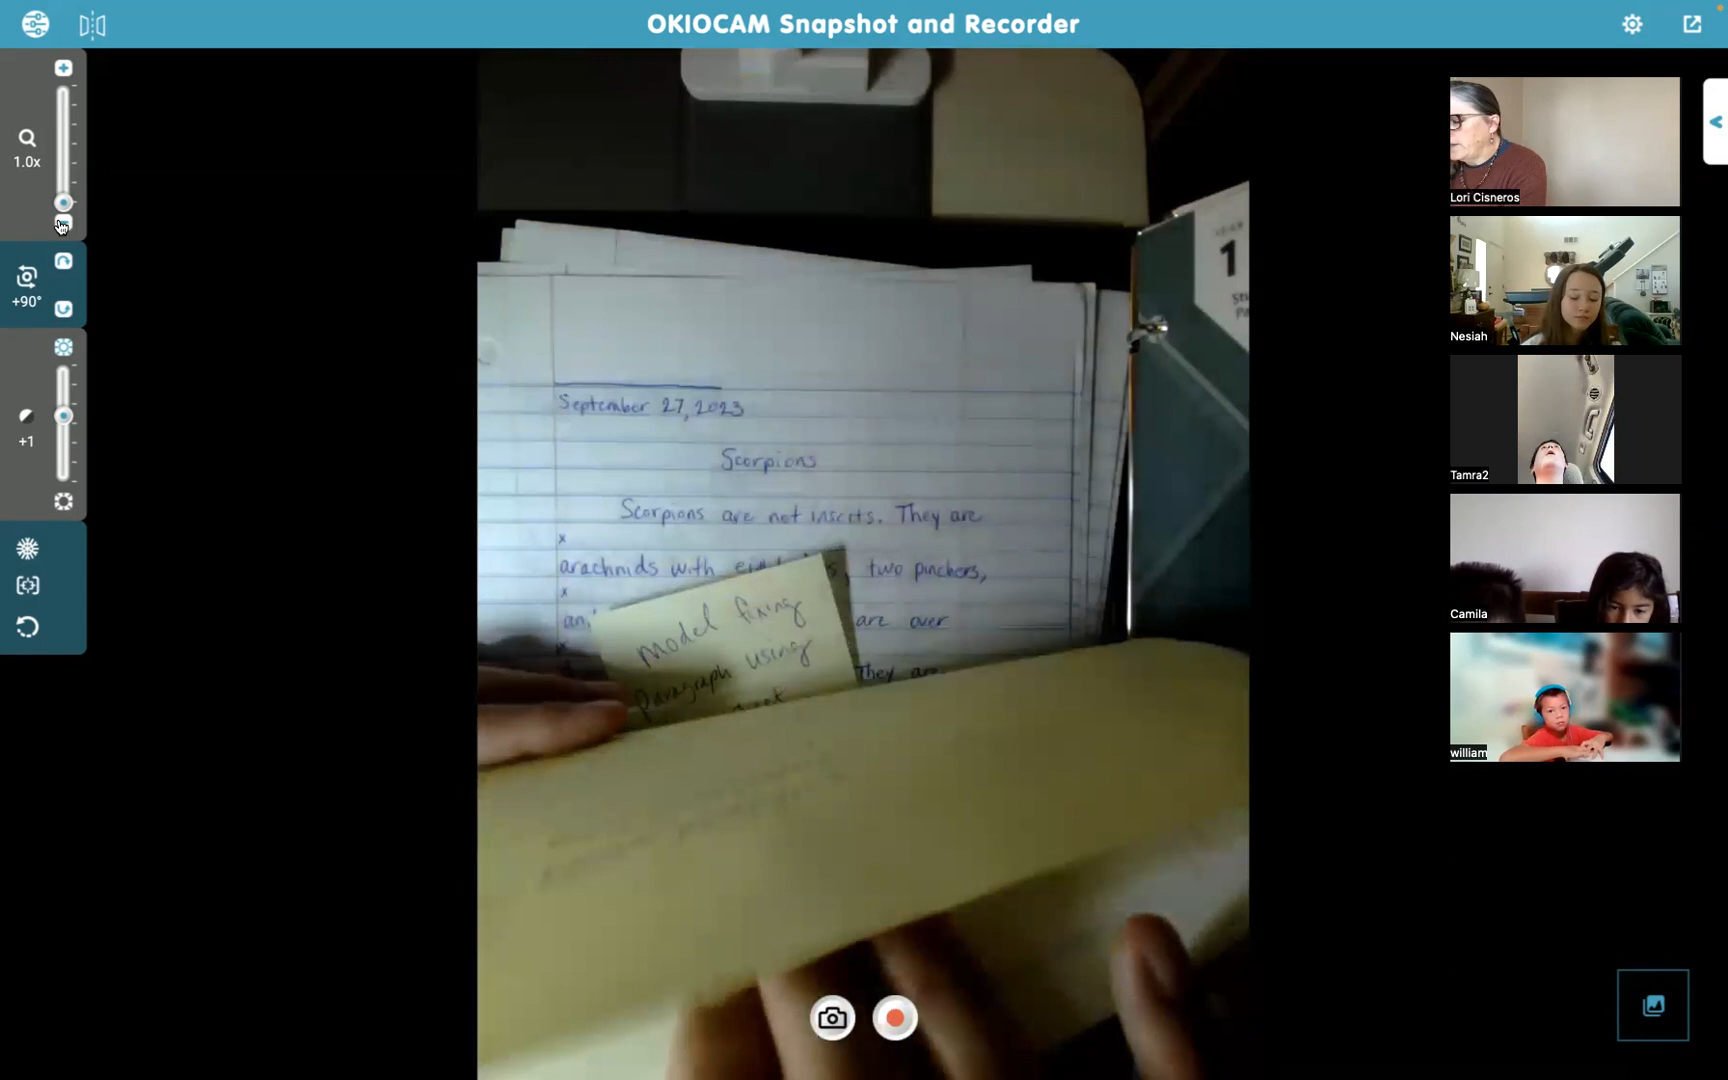 OKIOCAM Snapshot and Recorder
1.0x
+90°
+1
Lori Cisneros
Nesiah
Tamra2
Camila
william
1
September 27, 2023
Scorpions
Scorpions are not insects. They are
x
arachnids with two pinchers,
x
are over
They are
model fixing
paragraph using